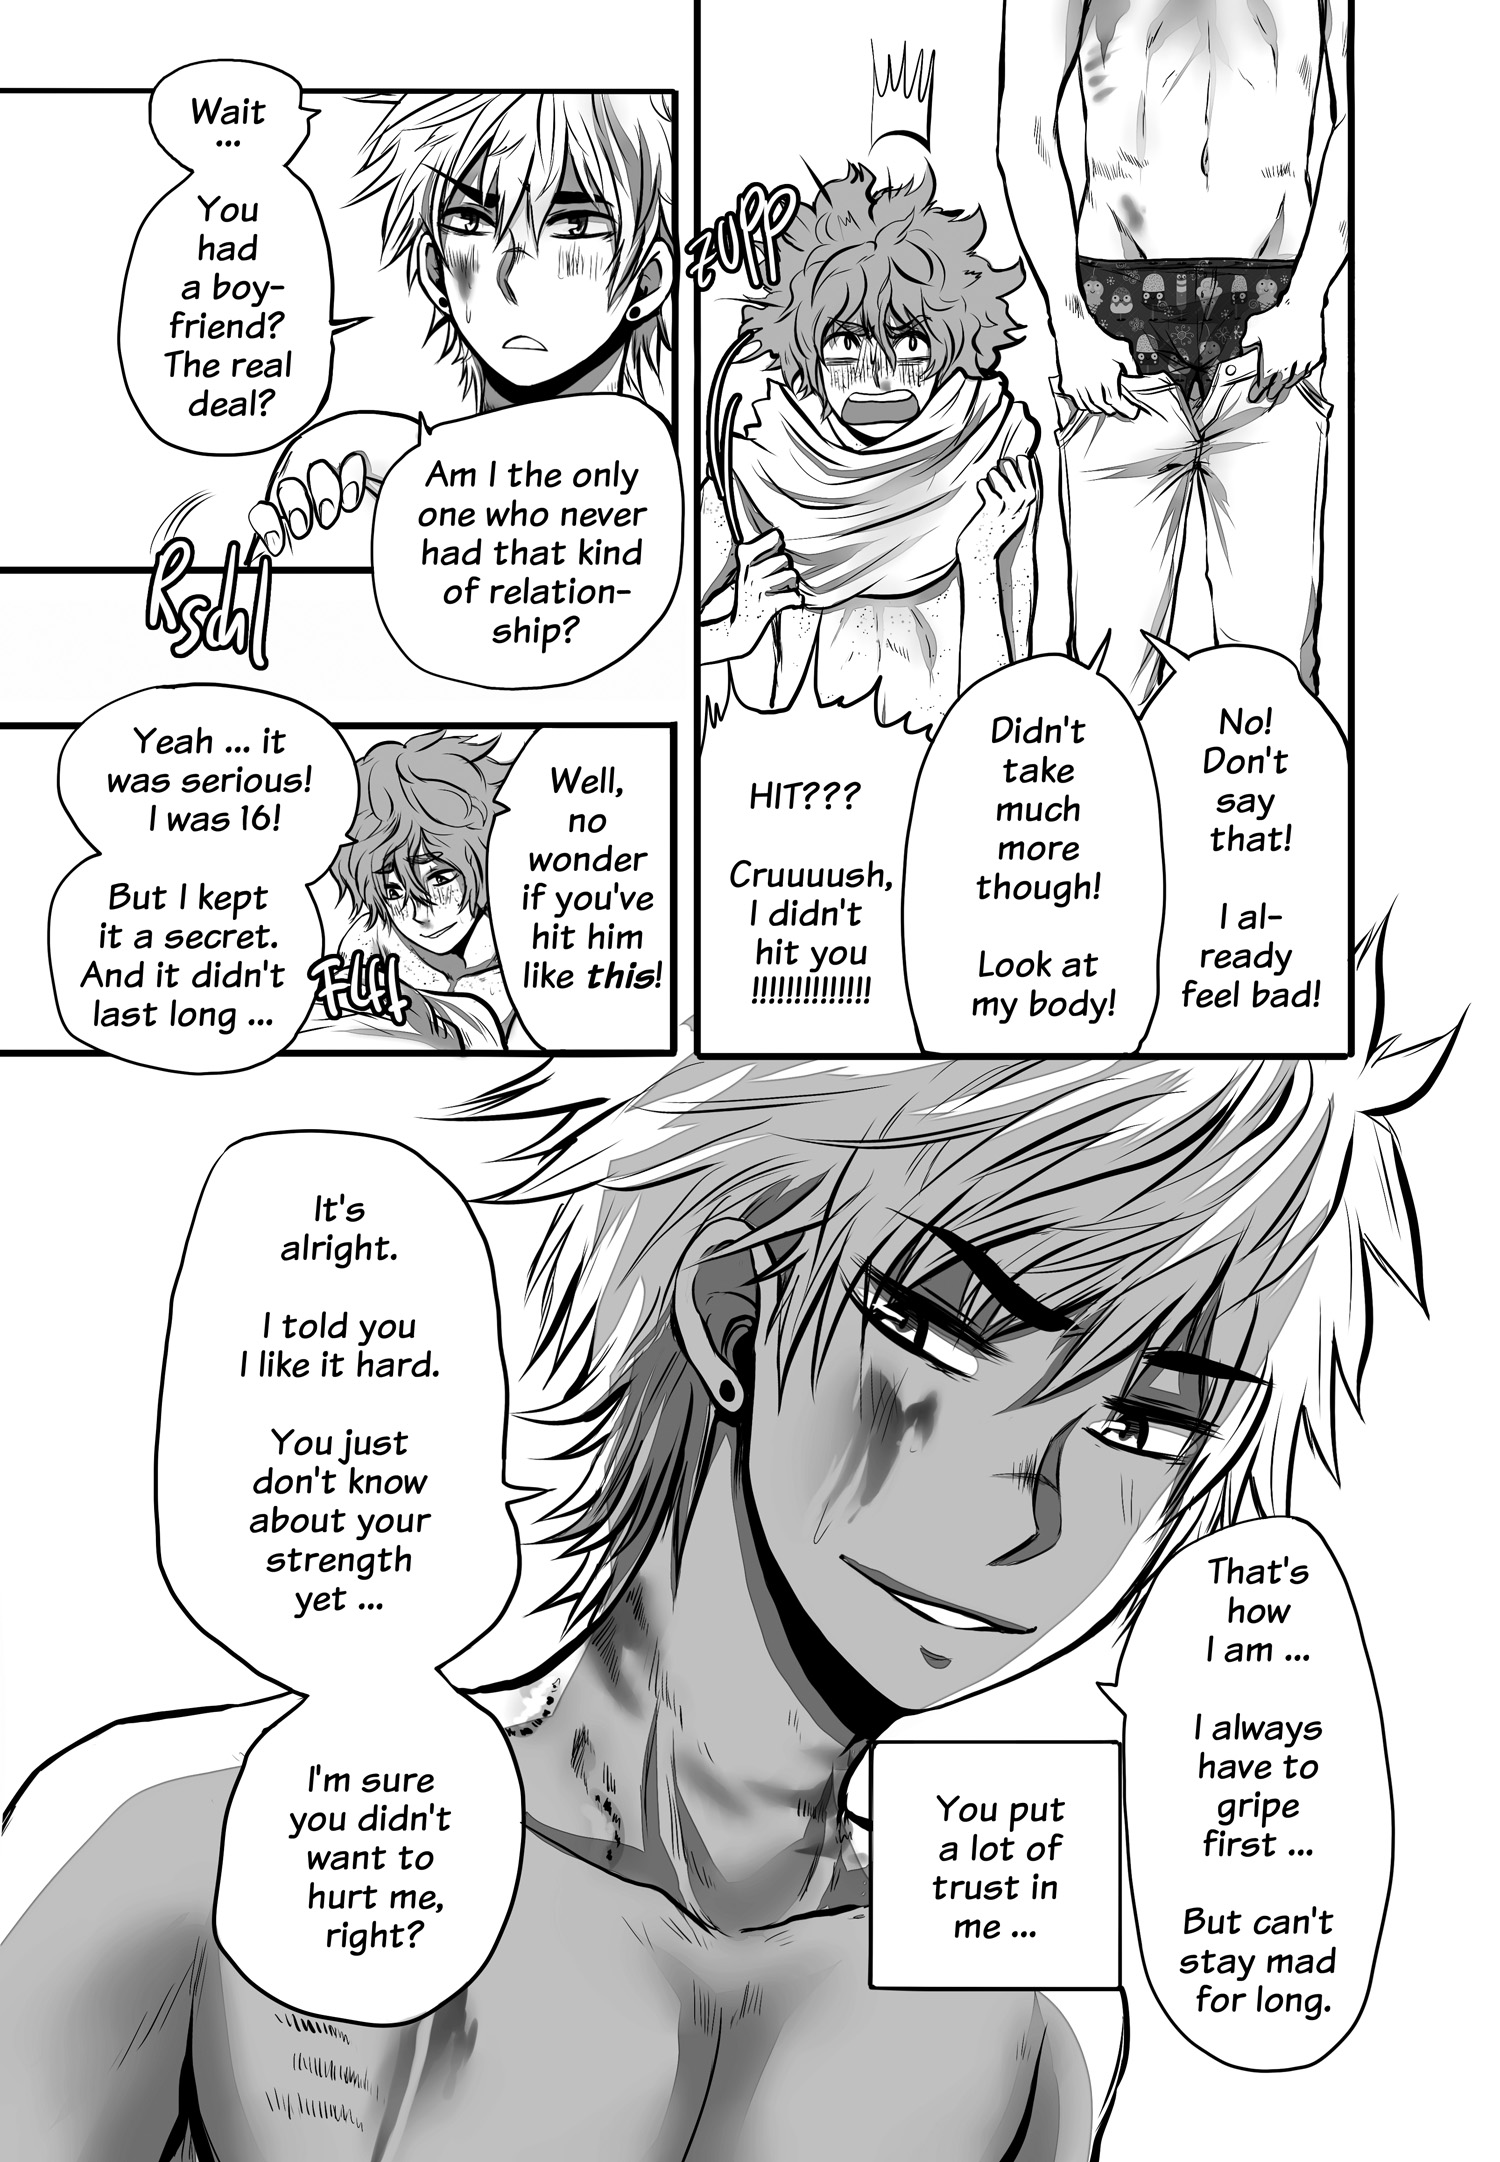 Wait
...
You
had
a boy-
friend?
The real
deal?
Am I the only
one who never
had that kind
of relation-
ship?
Rschl
Yeah ... it
was serious!
I was 16!
But I kept
it a secret.
And it didn't
last long ...
Flft
Well,
no
wonder
if you've
hit him
like this!
ZUPP
HIT???
Cruuuush,
I didn't
hit you
!!!!!!!!!!!!!!
Didn't
take
much
more
though!
Look at
my body!
No!
Don't
say
that!
I al-
ready
feel bad!
It's
alright.
I told you
I like it hard.
You just
don't know
about your
strength
yet ...
I'm sure
you didn't
want to
hurt me,
right?
You put
a lot of
trust in
me ...
That's
how
I am ...
I always
have to
gripe
first ...
But can't
stay mad
for long.